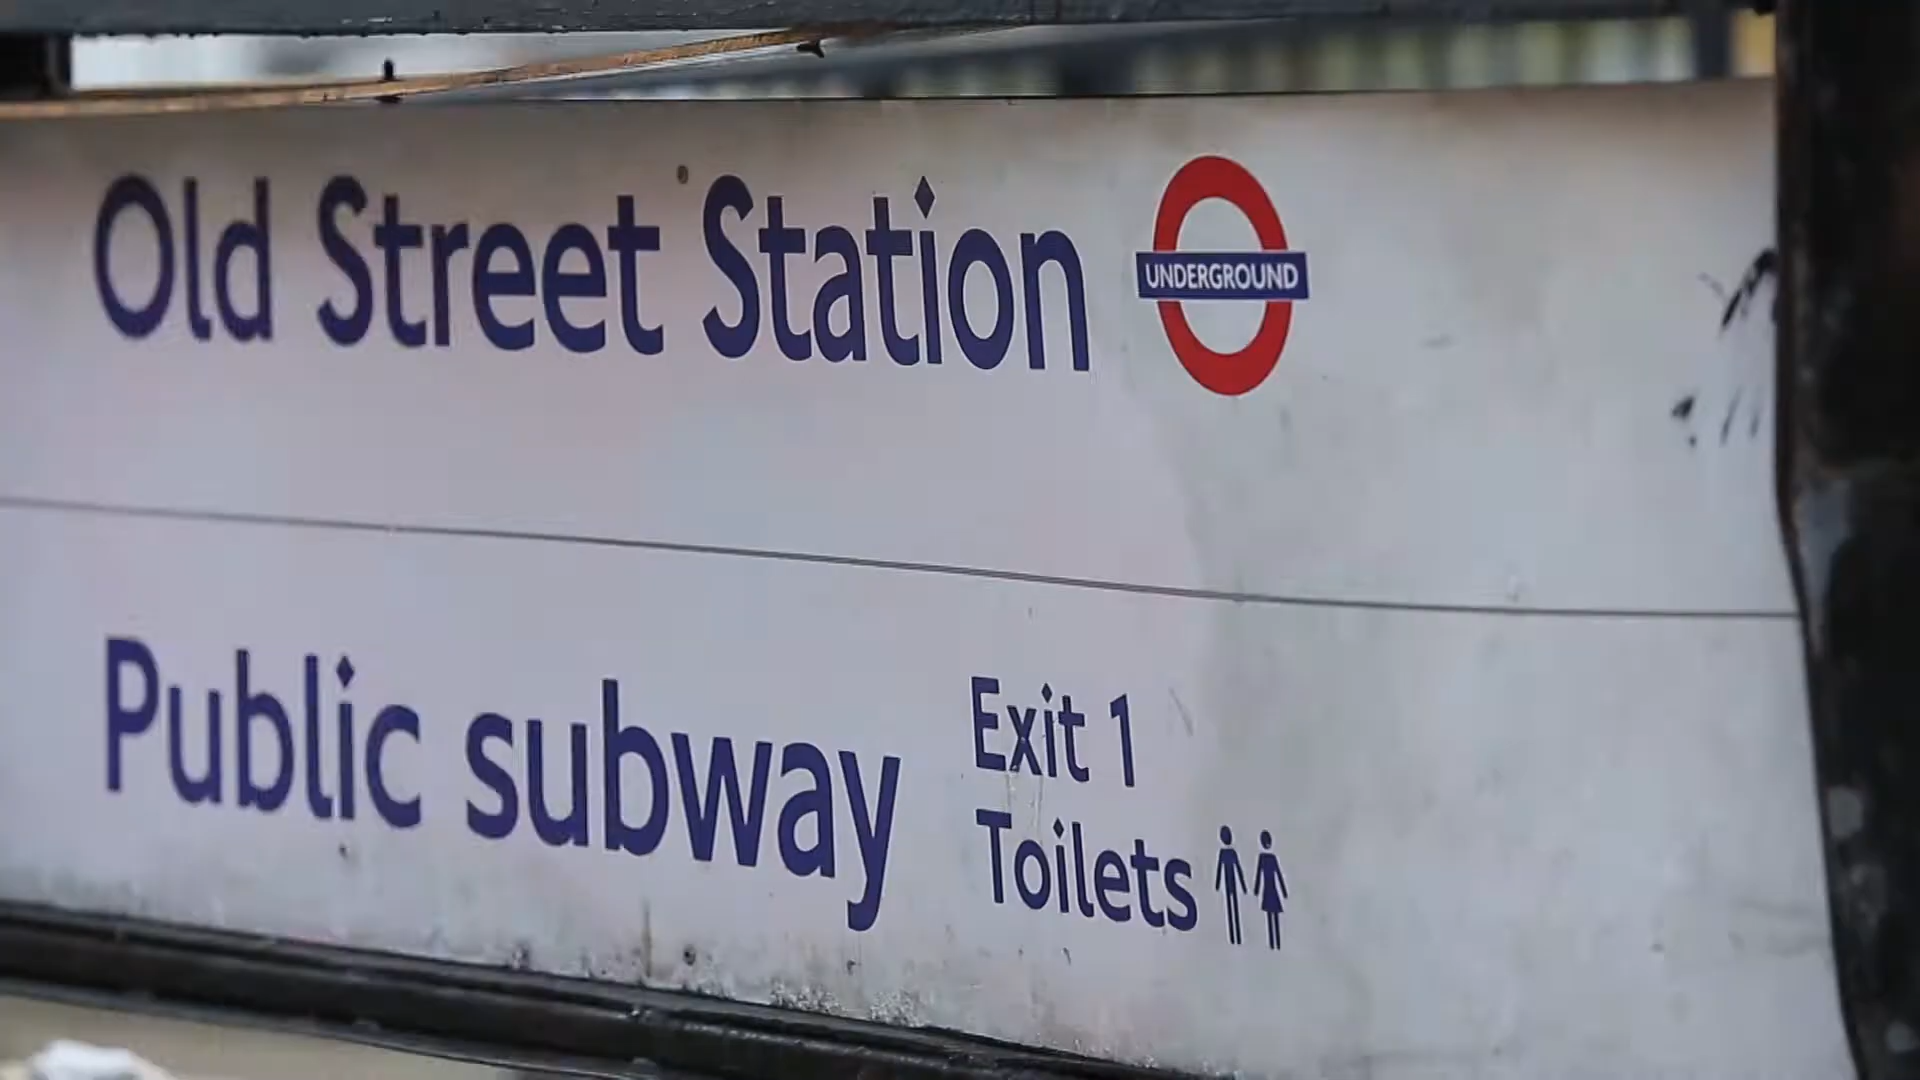 Old Street Station
UNDERGROUND
Public subway
Exit 1
Toilets